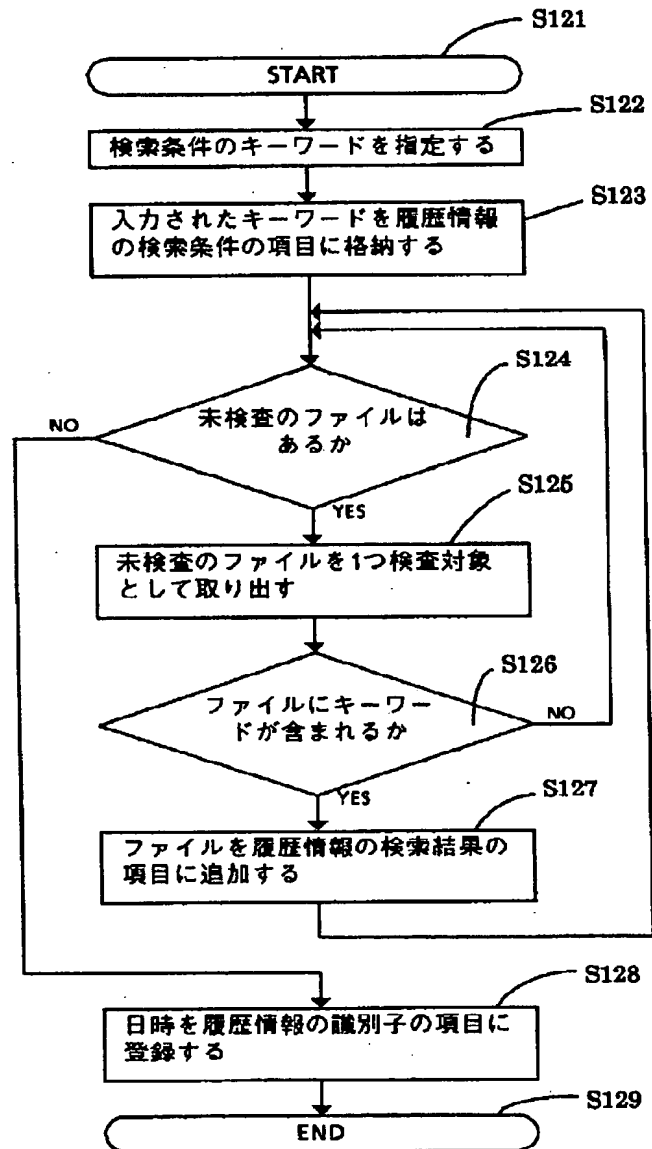 S121
START
S122
検索条件のキーワードを指定する
S123
入力されたキーワードを履歴情報
の検索条件の項目に格納する
S124
未検査のファイルは
あるか
NO
YES
S125
未検査のファイルを1つ検査対象
として取り出す
S126
ファイルにキーワー
ドが含まれるか
NO
YES
S127
ファイルを履歴情報の検索結果の
項目に追加する
S128
日時を履歴情報の識別子の項目に
登録する
S129
END